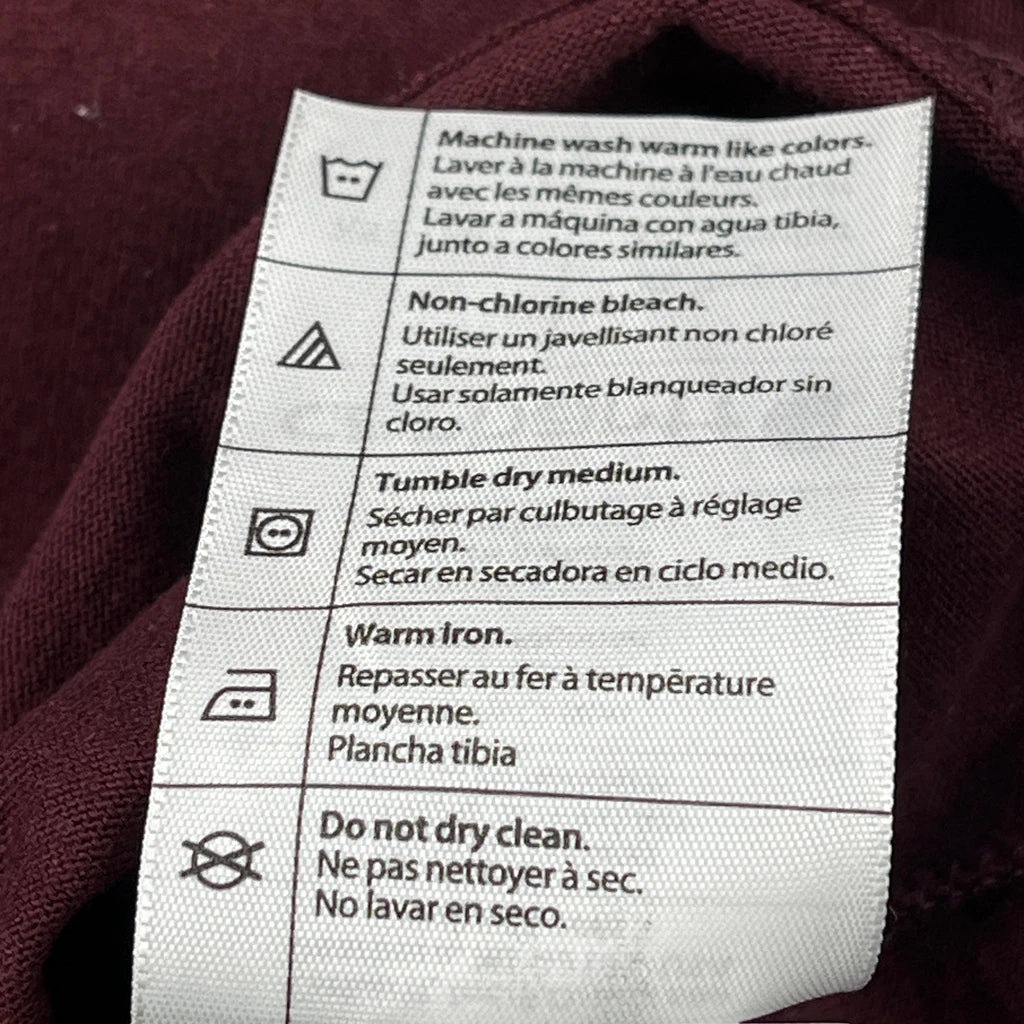 Machine wash warm like colors.
Laver à la machine à l'eau chaud
avec les mêmes couleurs.
Lavar a máquina con agua tibia,
junto a colores similares.
Non-chlorine bleach.
Utiliser un javellisant non chloré
seulement.
Usar solamente blanqueador sin
cloro.
Tumble dry medium.
Sécher par culbutage à réglage
moyen.
Secar en secadora en ciclo medio.
Warm iron.
Repasser au fer à tempērature
moyenne.
Plancha tibia
Do not dry clean.
Ne pas nettoyer à sec.
No lavar en seco.